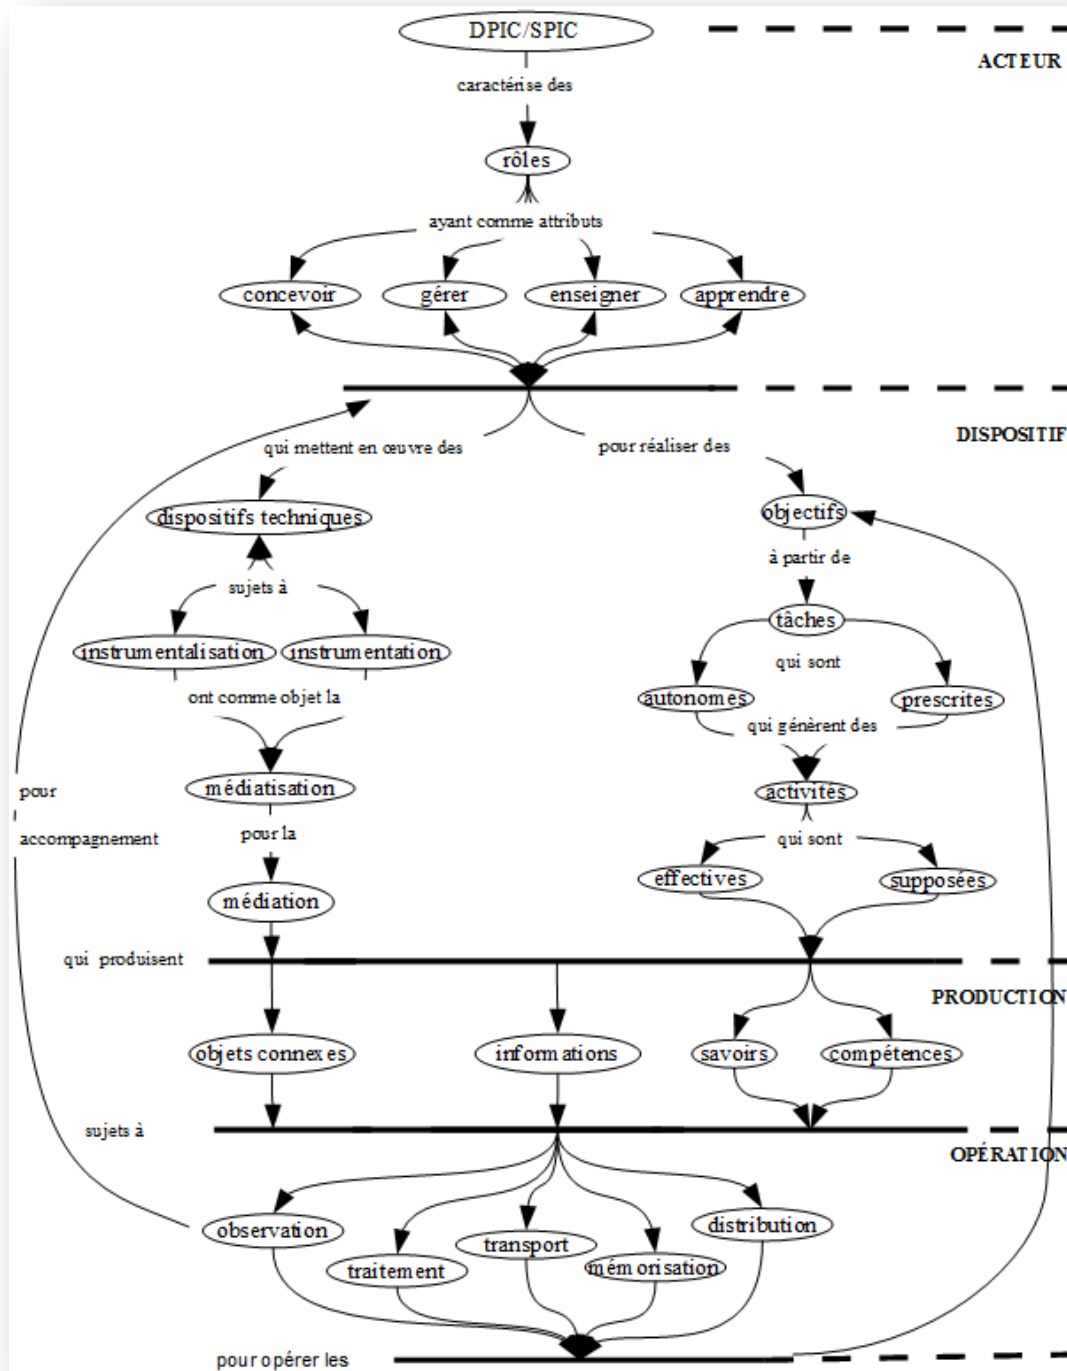 DPIC/SPIC
ACTEUR
caractérise des
rôles
ayant comme attributs
concevoir
gérer
enseigner
apprendre
DISPOSITIF
qui mettent en œuvre des
pour réaliser des
dispositifs techniques
objectifs
à partir de
sujets à
tâches
instrumentalisation
instrumentation
qui sont
ont comme objet la
autonomes
prescrites
qui génèrent des
médiatisation
activités
pour
accompagnement
pour la
qui sont
effectives
supposées
médiation
qui produisent
PRODUCTION
objets connexes
informations
savoirs
compétences
sujets à
OPÉRATION
observation
traitement
transport
mémorisation
distribution
pour opérer les